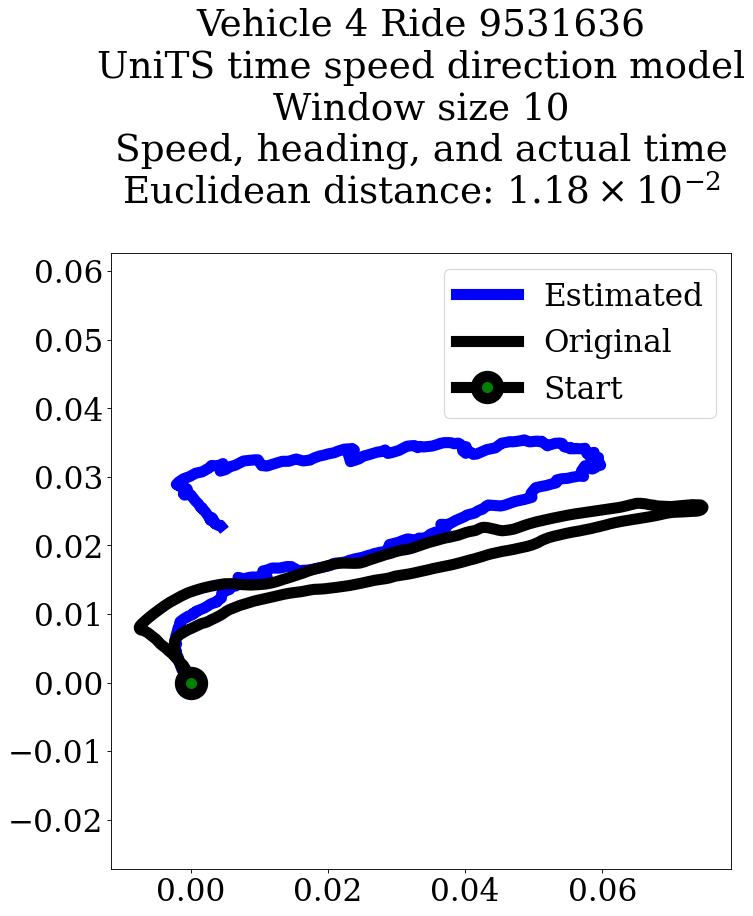 Vehicle 4 Ride 9531636
UniTS time speed direction model
Window size 10
Speed, heading, and actual time
Euclidean distance: 1.18 × 10⁻²
0.06
0.05
0.04
0.03
0.02
0.01
0.00
−0.01
−0.02
Estimated
Original
Start
0.00 0.02 0.04 0.06